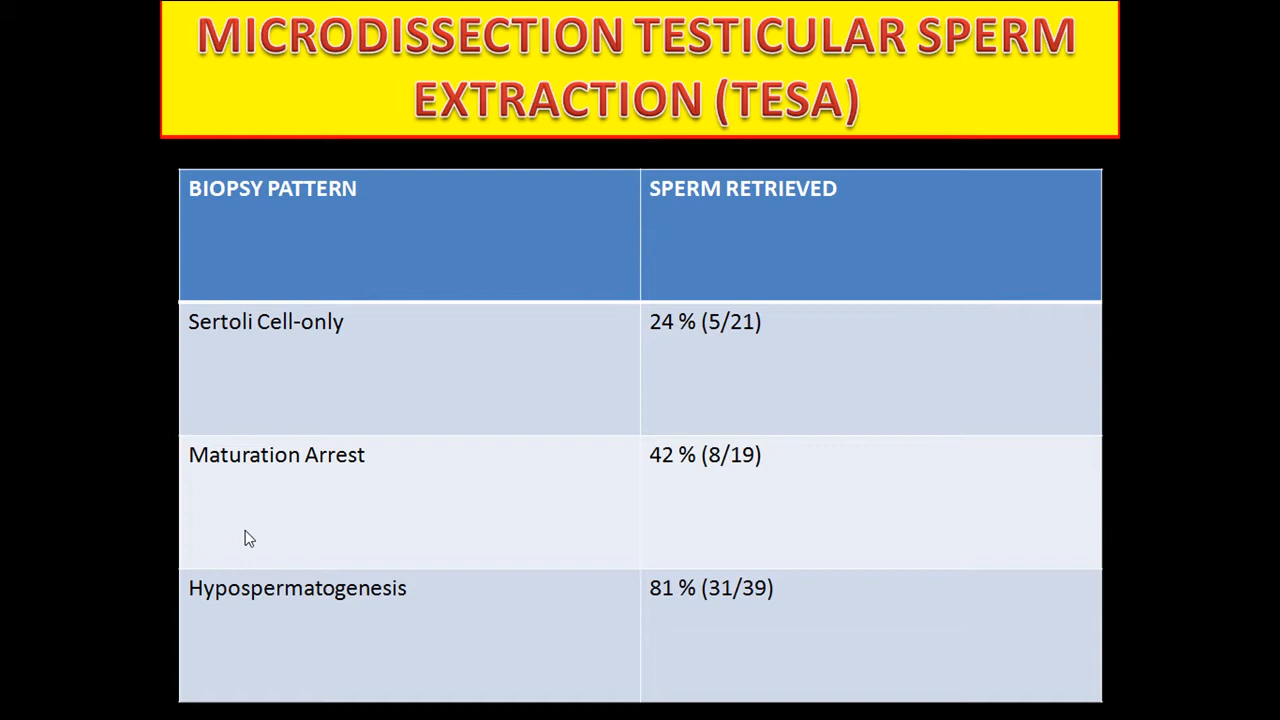 MICRODISSECTION TESTICULAR SPERM
EXTRACTION (TESA)
BIOPSY PATTERN
SPERM RETRIEVED
Sertoli Cell-only
24 % (5/21)
Maturation Arrest
42 % (8/19)
Hypospermatogenesis
81 % (31/39)